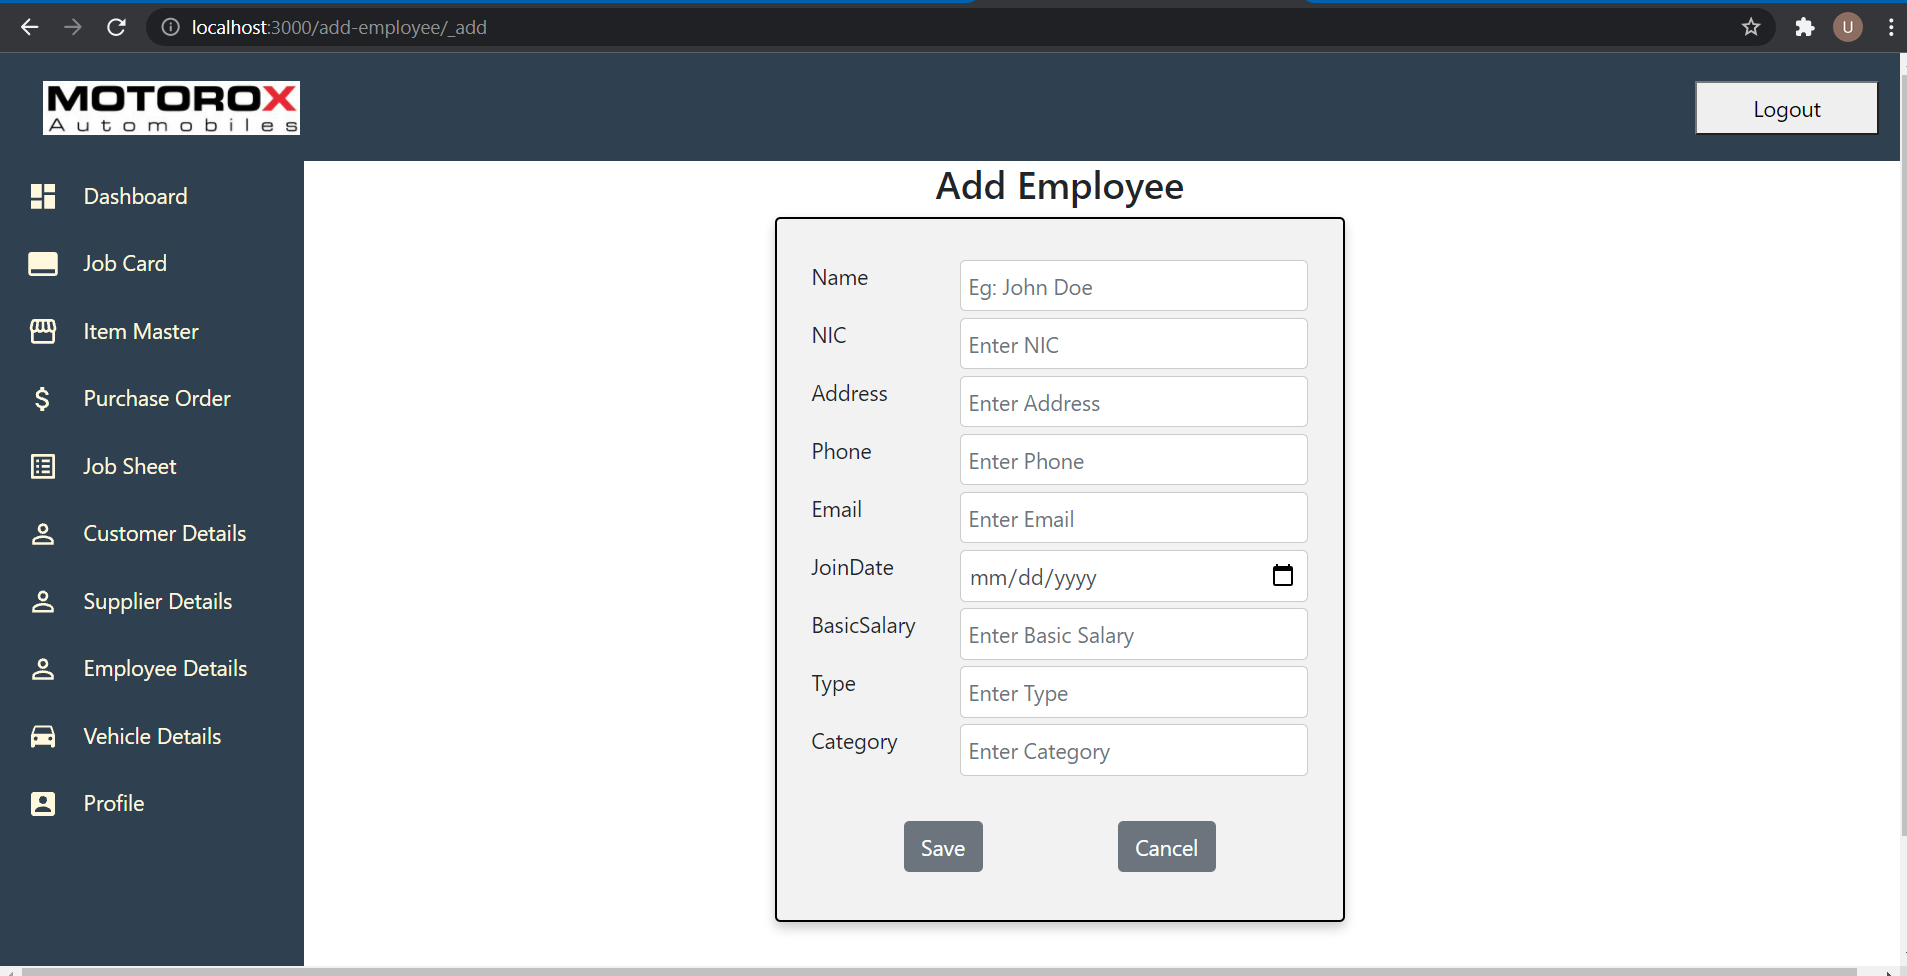 localhost:3000/add-employee/_add
U
MOTOROX
Automobiles
Logout
Dashboard
Job Card
Item Master
Purchase Order
Job Sheet
Customer Details
Supplier Details
Employee Details
Vehicle Details
Profile
Add Employee
Name
Eg: John Doe
NIC
Enter NIC
Address
Enter Address
Phone
Enter Phone
Email
Enter Email
JoinDate
mm/dd/yyyy
BasicSalary
Enter Basic Salary
Type
Enter Type
Category
Enter Category
Save
Cancel